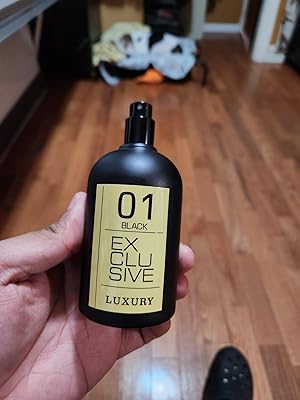 01
BLACK
EX
CLU
SIVE
LUXURY